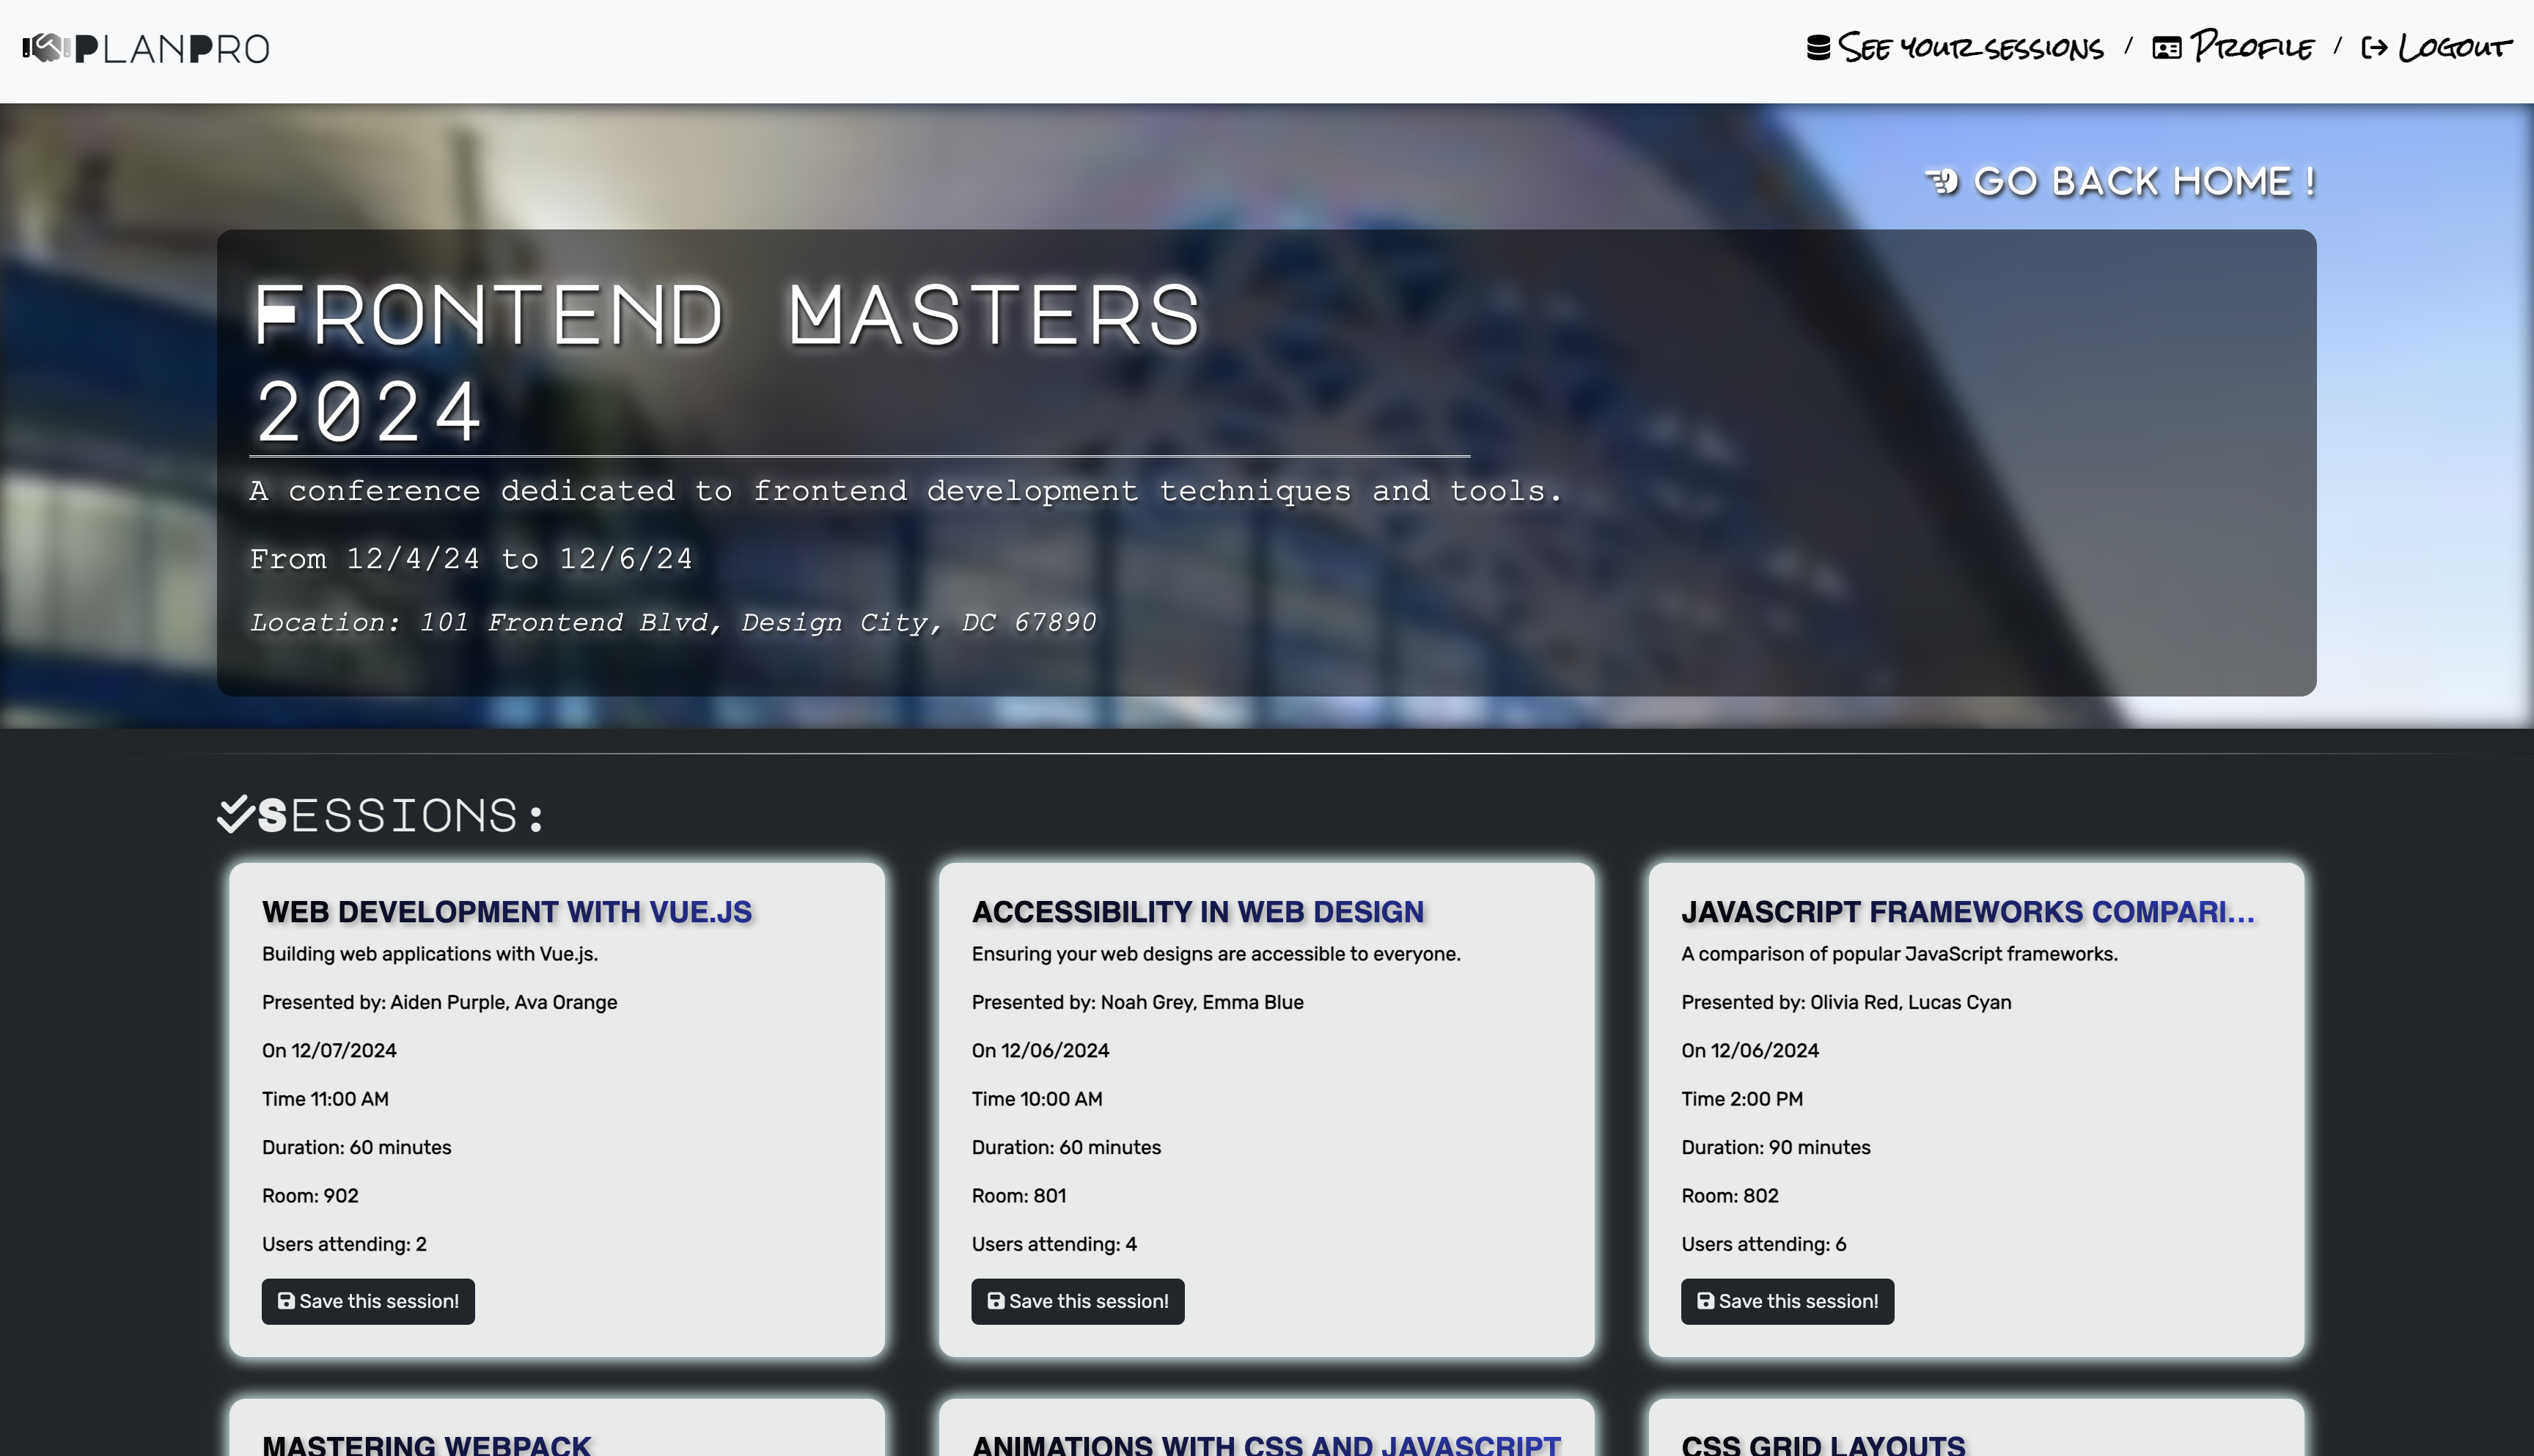 PlanPro
See your sessions / Profile / Logout
GO BACK HOME !
Frontend Masters
2024
A conference dedicated to frontend development techniques and tools.
From 12/4/24 to 12/6/24
Location: 101 Frontend Blvd, Design City, DC 67890
Sessions:
WEB DEVELOPMENT WITH VUE.JS
Building web applications with Vue.js.
Presented by: Aiden Purple, Ava Orange
On 12/07/2024
Time 11:00 AM
Duration: 60 minutes
Room: 902
Users attending: 2
Save this session!
ACCESSIBILITY IN WEB DESIGN
Ensuring your web designs are accessible to everyone.
Presented by: Noah Grey, Emma Blue
On 12/06/2024
Time 10:00 AM
Duration: 60 minutes
Room: 801
Users attending: 4
Save this session!
JAVASCRIPT FRAMEWORKS COMPARI...
A comparison of popular JavaScript frameworks.
Presented by: Olivia Red, Lucas Cyan
On 12/06/2024
Time 2:00 PM
Duration: 90 minutes
Room: 802
Users attending: 6
Save this session!
MASTERING WEBPACK
ANIMATIONS WITH CSS AND JAVASCRIPT
CSS GRID LAYOUTS